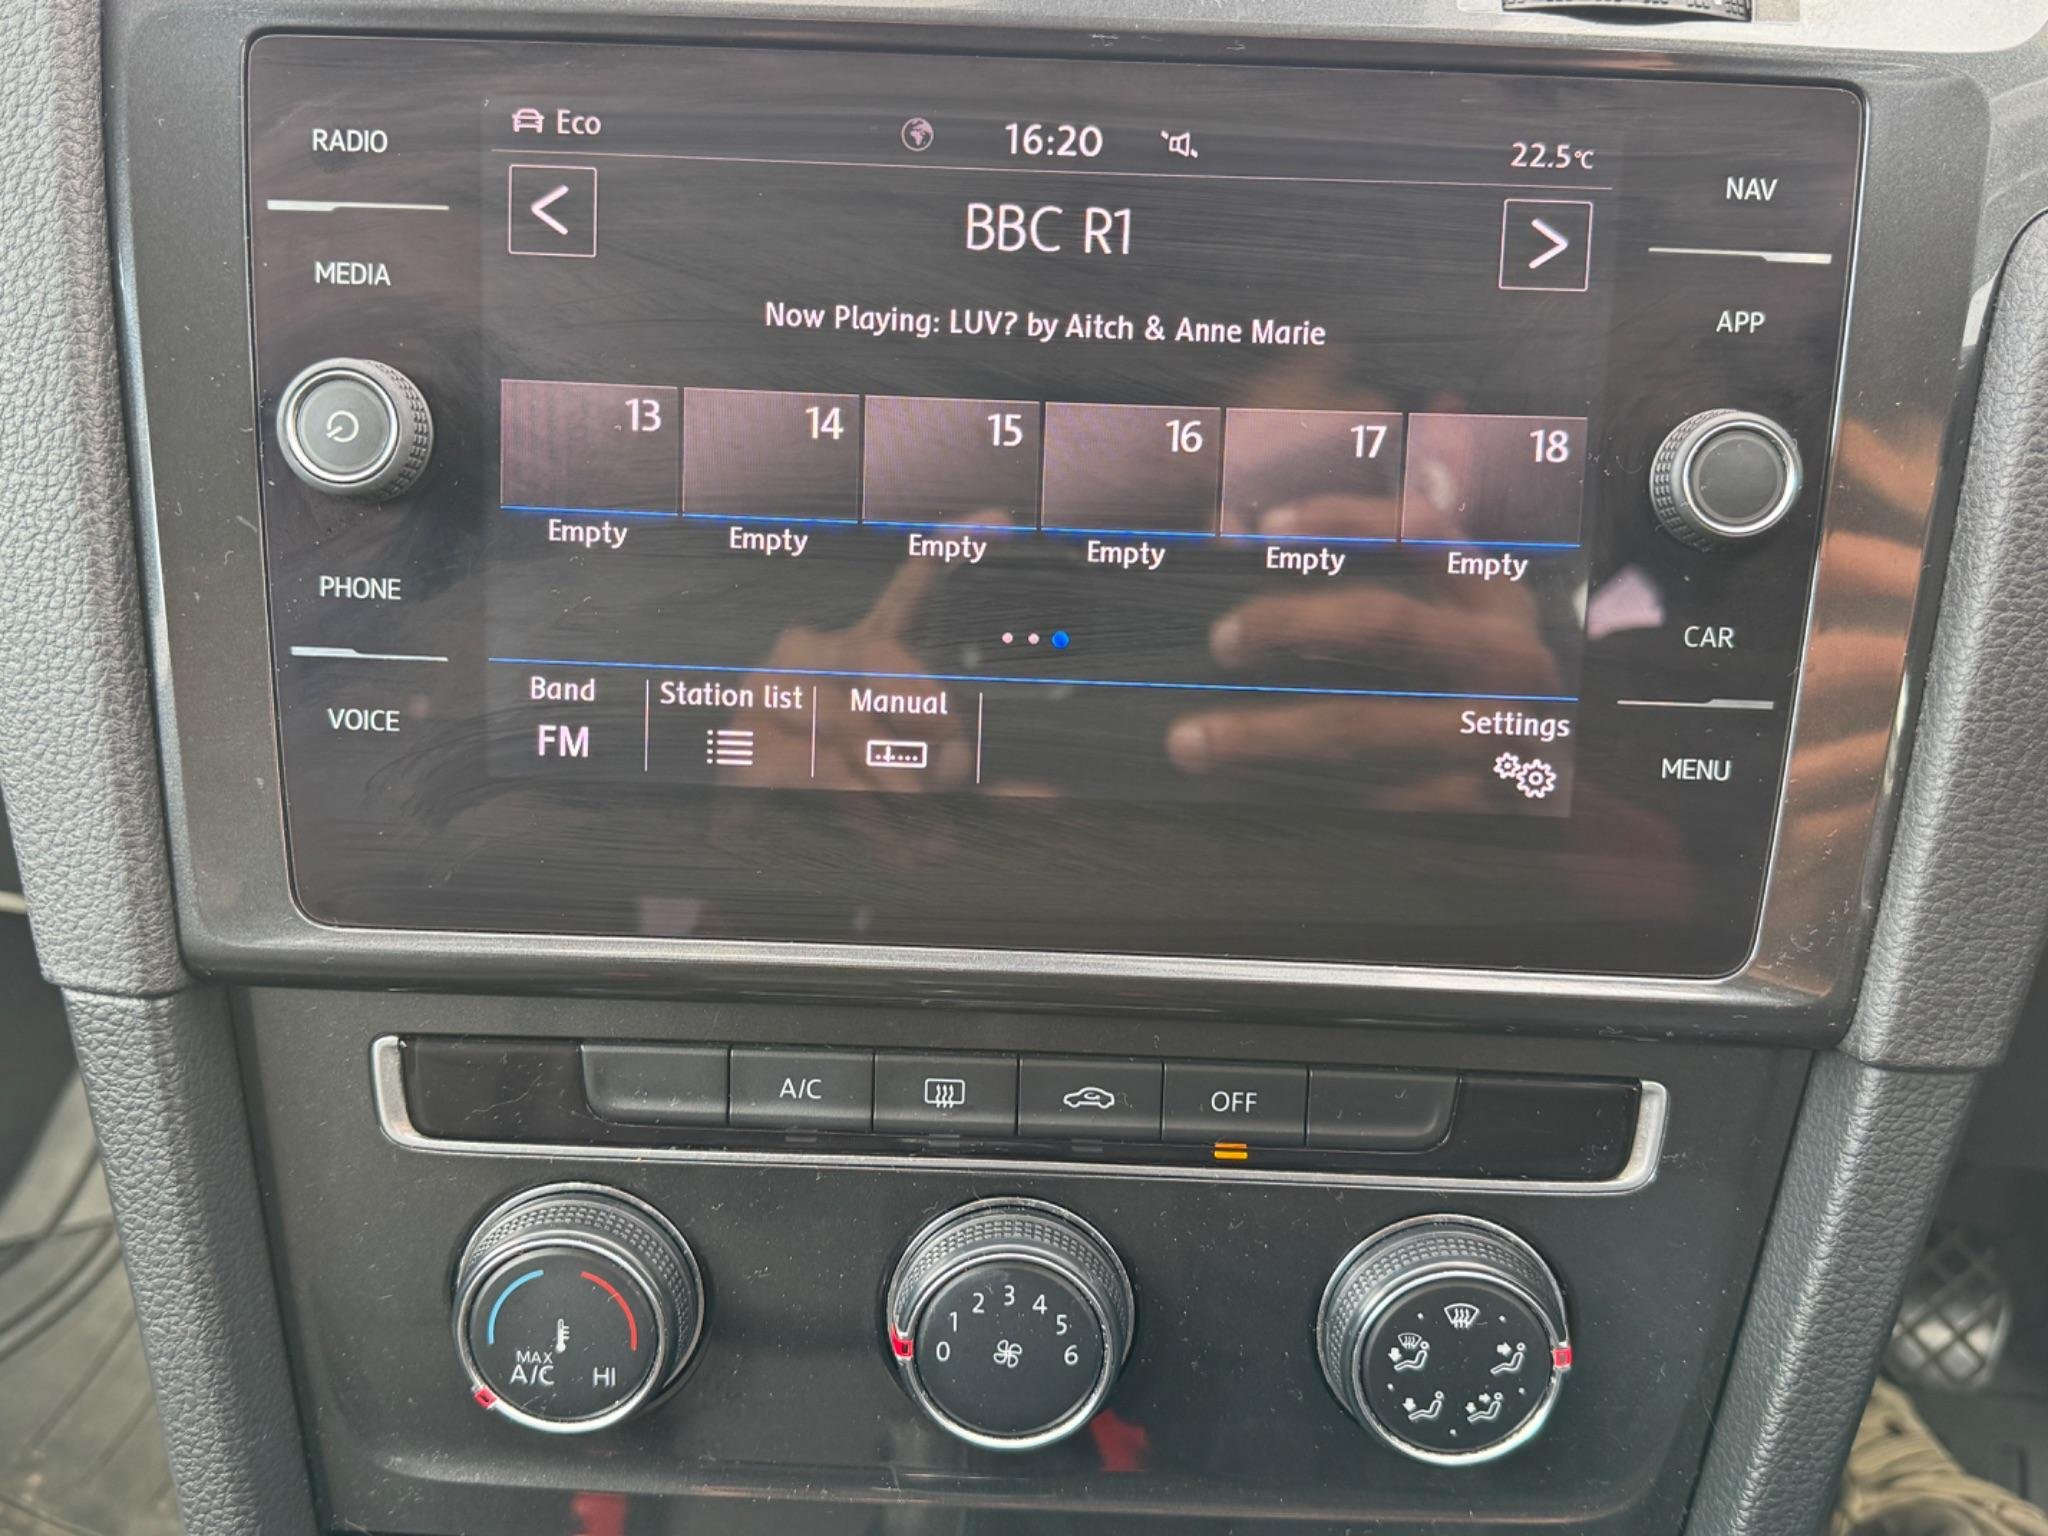 RADIO
MEDIA
PHONE
VOICE
Eco
16:20
22.5°C
<
BBC R1
>
Now Playing: LUV? by Aitch & Anne Marie
13 14 15 16 17 18
Empty Empty Empty Empty Empty Empty
Band Station list Manual Settings
FM
NAV
APP
CAR
MENU
A/C OFF
MAX
A/C HI
0 1 2 3 4 5 6